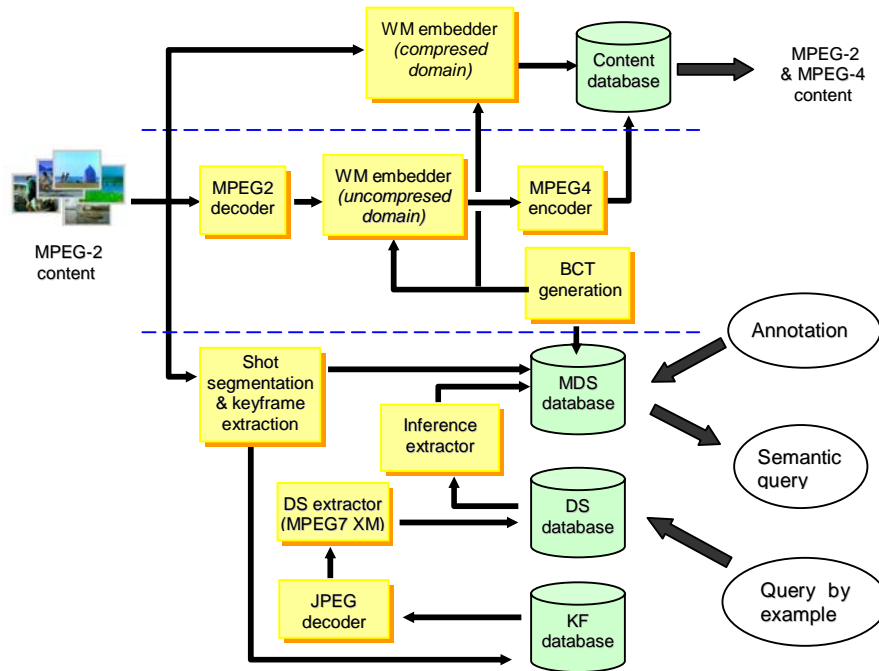 WM embedder
(compresed
domain)
Content
database
MPEG-2
& MPEG-4
content
MPEG-2
content
MPEG2
decoder
WM embedder
(uncompresed
domain)
MPEG4
encoder
BCT
generation
Annotation
Shot
segmentation
& keyframe
extraction
MDS
database
Inference
extractor
Semantic
query
DS extractor
(MPEG7 XM)
DS
database
JPEG
decoder
KF
database
Query by
example